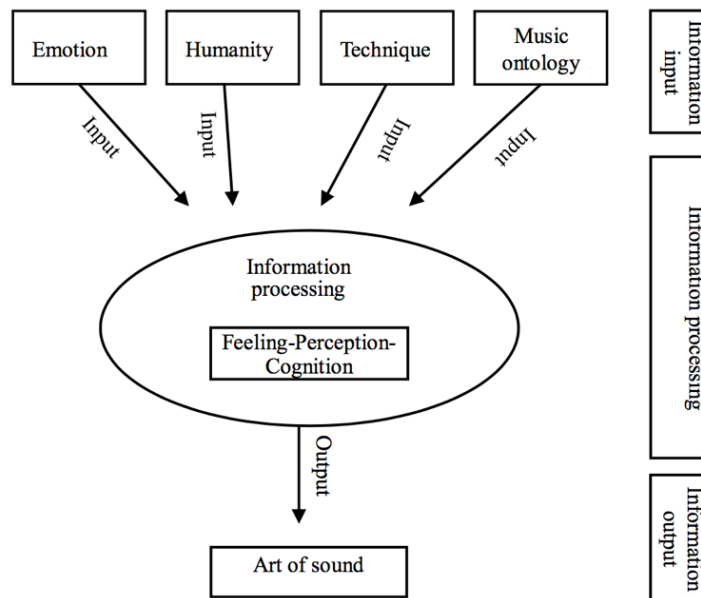 Emotion
Humanity
Technique
Music
ontology
Information
input
Input
Input
Input
Input
Information
processing
Feeling-Perception-
Cognition
Information processing
Output
Art of sound
Information
output